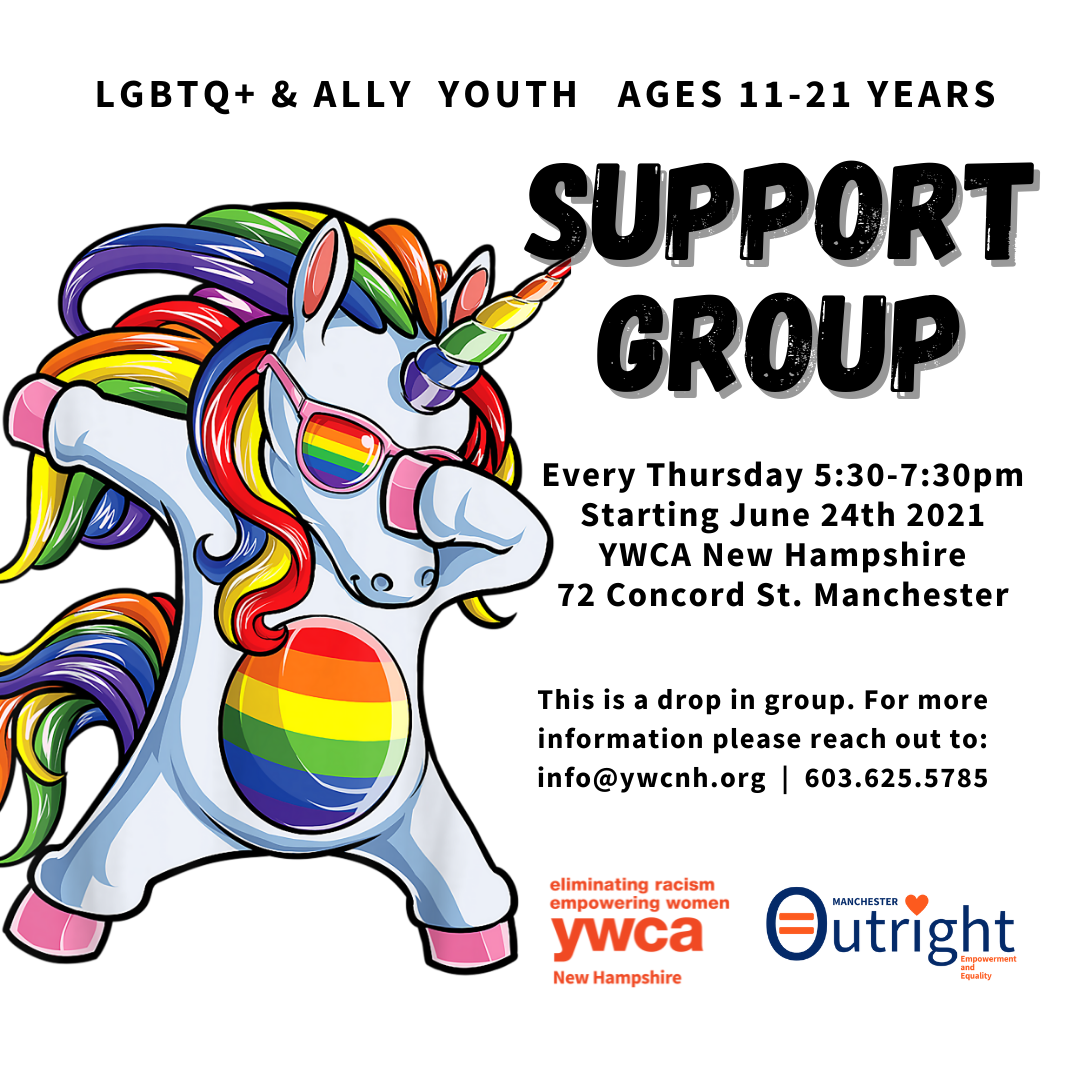 LGBTQ+ & ALLY YOUTH AGES 11-21 YEARS
SUPPORT
GROUP
Every Thursday 5:30-7:30pm
Starting June 24th 2021
YWCA New Hampshire
72 Concord St. Manchester
This is a drop in group. For more
information please reach out to:
info@ywcnh.org | 603.625.5785
eliminating racism
empowering women
ywca
New Hampshire
MANCHESTER
Outright
Empowerment
and
Equality